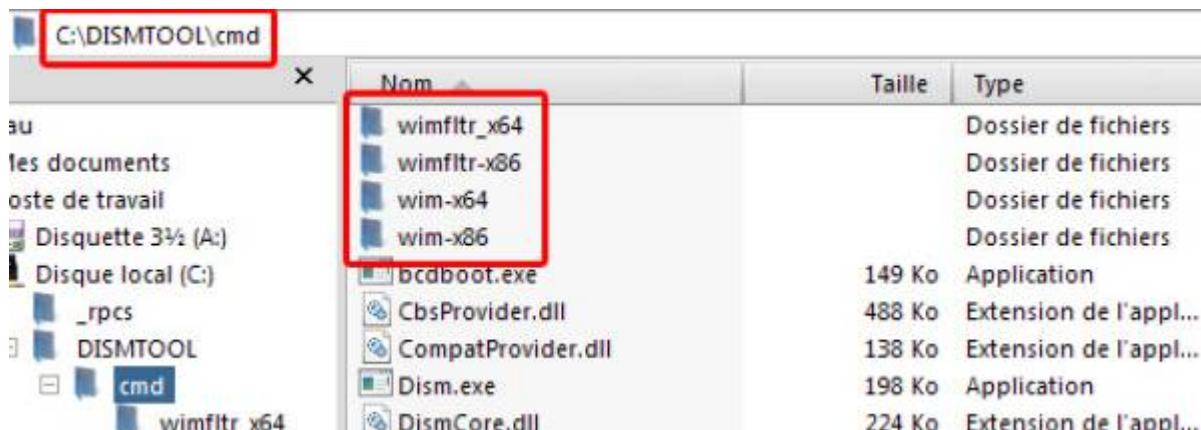 C:\DISMTOOL\cmd
Nom Taille Type
au
Mes documents
oste de travail
Disquette 3½ (A:)
Disque local (C:)
_rpcs
DISMTOOL
cmd
wimfltr_x64
wimfltr_x64 Dossier de fichiers
wimfltr-x86 Dossier de fichiers
wim-x64 Dossier de fichiers
wim-x86 Dossier de fichiers
bcdboot.exe 149 Ko Application
CbsProvider.dll 488 Ko Extension de l'appl...
CompatProvider.dll 138 Ko Extension de l'appl...
Dism.exe 198 Ko Application
DismCore.dll 224 Ko Extension de l'appl...